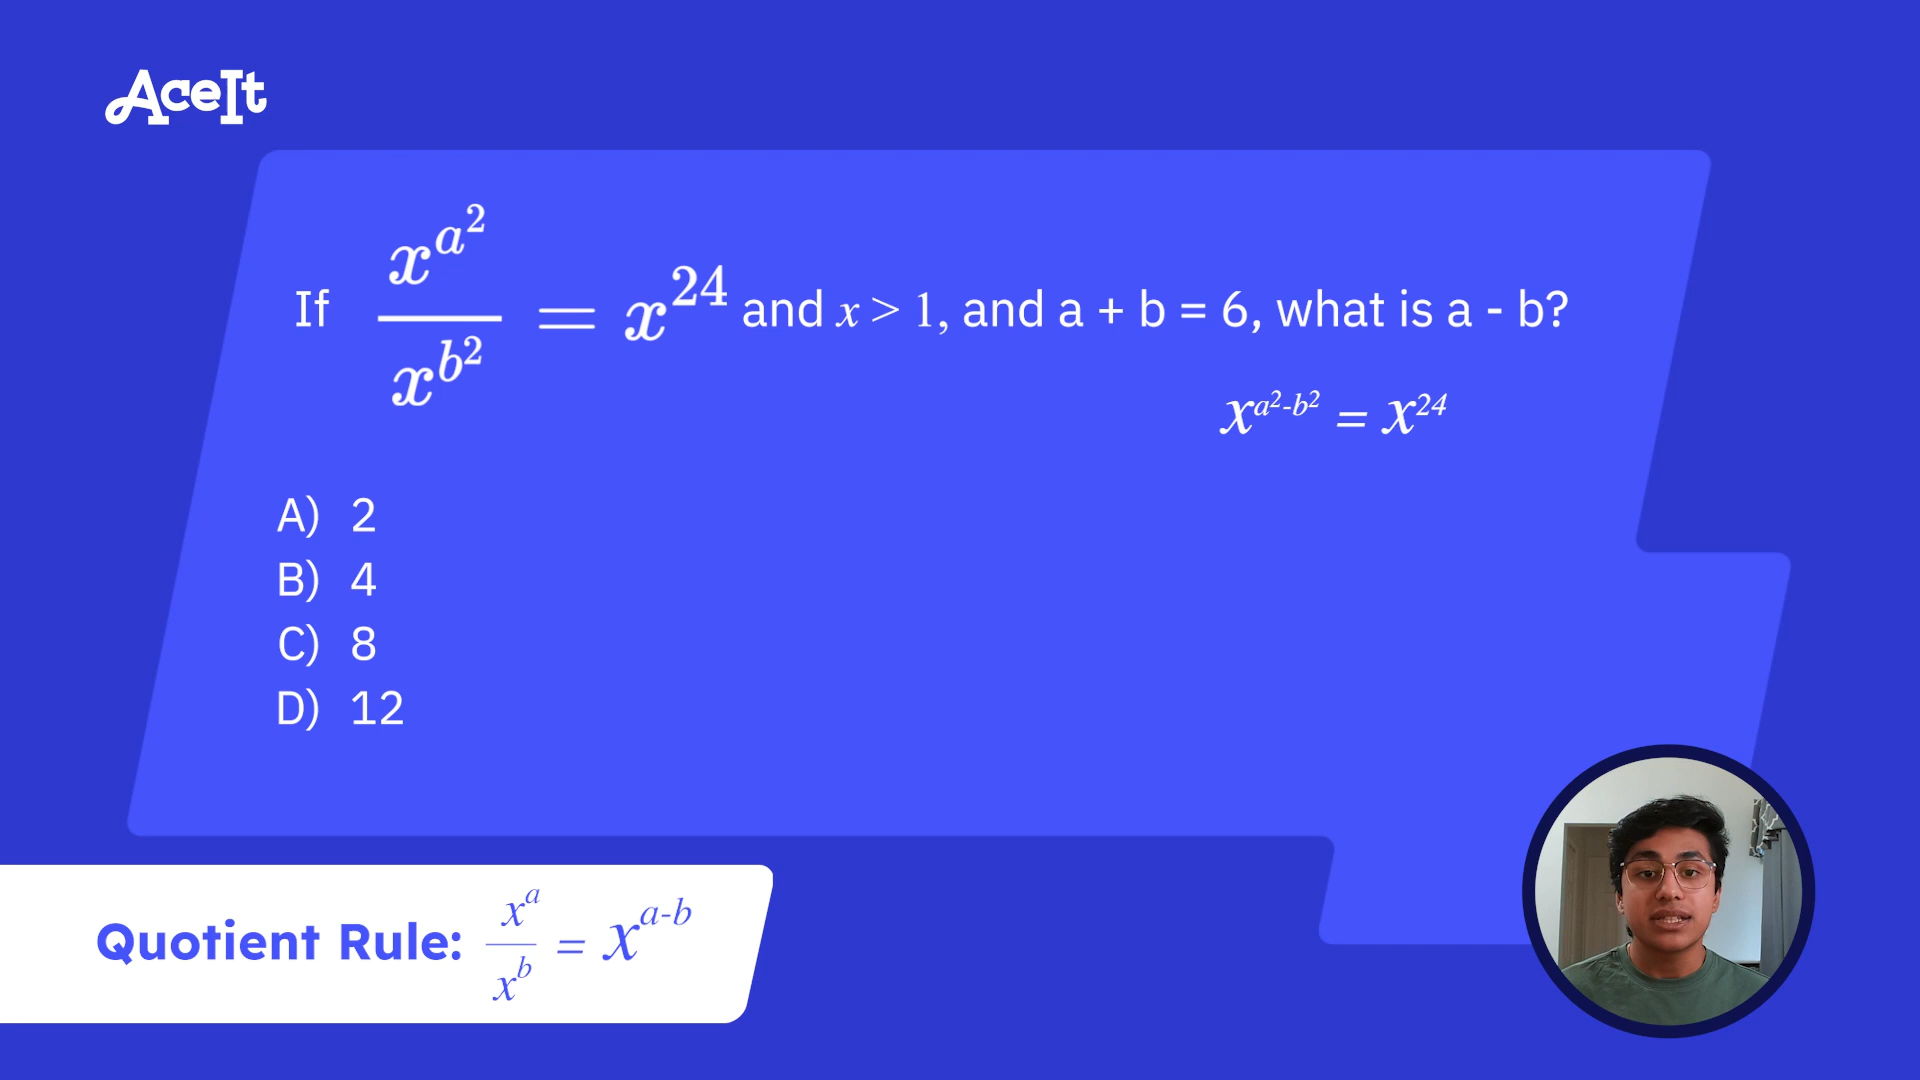 AceIt
If x^{a^2} / x^{b^2} = x^{24} and x > 1, and a + b = 6, what is a - b?
x^{a^2-b^2} = x^{24}
A) 2
B) 4
C) 8
D) 12
Quotient Rule: x^a / x^b = x^{a-b}